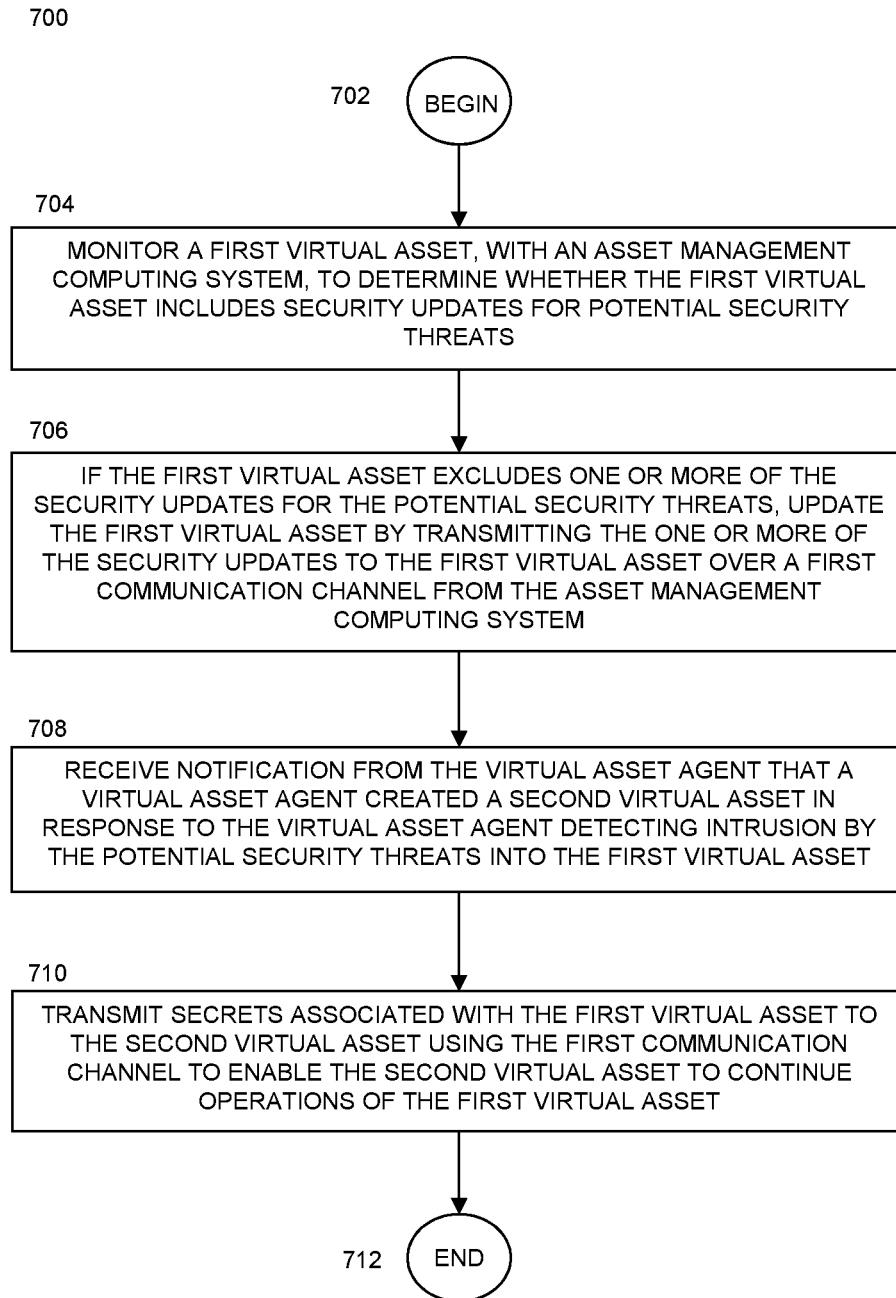 700
702
BEGIN
704
MONITOR A FIRST VIRTUAL ASSET, WITH AN ASSET MANAGEMENT
COMPUTING SYSTEM, TO DETERMINE WHETHER THE FIRST VIRTUAL
ASSET INCLUDES SECURITY UPDATES FOR POTENTIAL SECURITY
THREATS
706
IF THE FIRST VIRTUAL ASSET EXCLUDES ONE OR MORE OF THE
SECURITY UPDATES FOR THE POTENTIAL SECURITY THREATS, UPDATE
THE FIRST VIRTUAL ASSET BY TRANSMITTING THE ONE OR MORE OF
THE SECURITY UPDATES TO THE FIRST VIRTUAL ASSET OVER A FIRST
COMMUNICATION CHANNEL FROM THE ASSET MANAGEMENT
COMPUTING SYSTEM
708
RECEIVE NOTIFICATION FROM THE VIRTUAL ASSET AGENT THAT A
VIRTUAL ASSET AGENT CREATED A SECOND VIRTUAL ASSET IN
RESPONSE TO THE VIRTUAL ASSET AGENT DETECTING INTRUSION BY
THE POTENTIAL SECURITY THREATS INTO THE FIRST VIRTUAL ASSET
710
TRANSMIT SECRETS ASSOCIATED WITH THE FIRST VIRTUAL ASSET TO
THE SECOND VIRTUAL ASSET USING THE FIRST COMMUNICATION
CHANNEL TO ENABLE THE SECOND VIRTUAL ASSET TO CONTINUE
OPERATIONS OF THE FIRST VIRTUAL ASSET
712
END